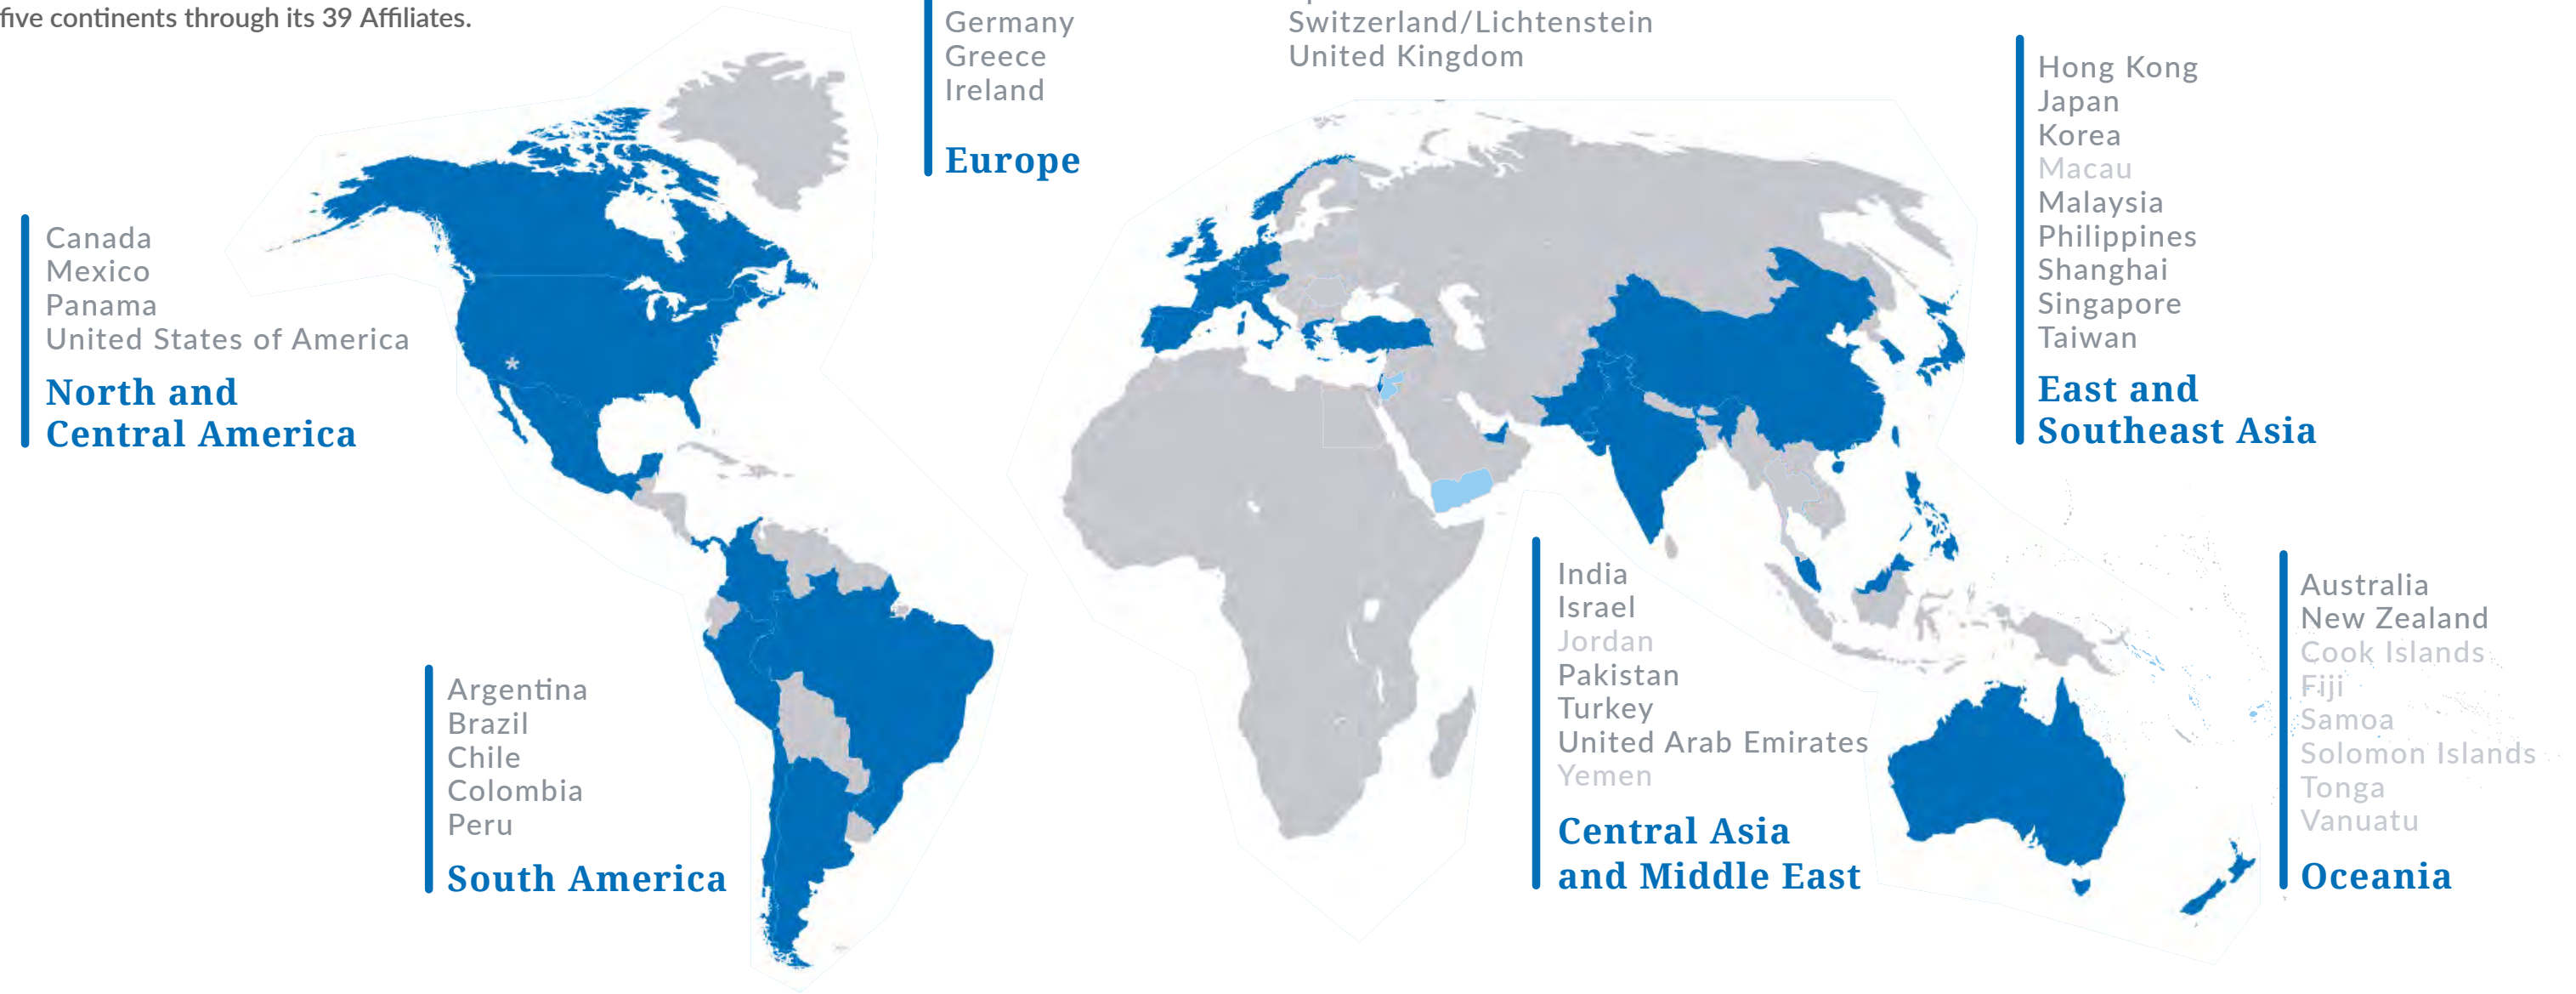 five continents through its 39 Affiliates.
Germany
Greece
Ireland
Europe
Switzerland/Lichtenstein
United Kingdom
Hong Kong
Japan
Korea
Macau
Malaysia
Philippines
Shanghai
Singapore
Taiwan
East and
Southeast Asia
Canada
Mexico
Panama
United States of America
North and
Central America
*
India
Israel
Jordan
Pakistan
Turkey
United Arab Emirates
Yemen
Central Asia
and Middle East
Australia
New Zealand
Cook Islands
Fiji
Samoa
Solomon Islands
Tonga
Vanuatu
Oceania
Argentina
Brazil
Chile
Colombia
Peru
South America